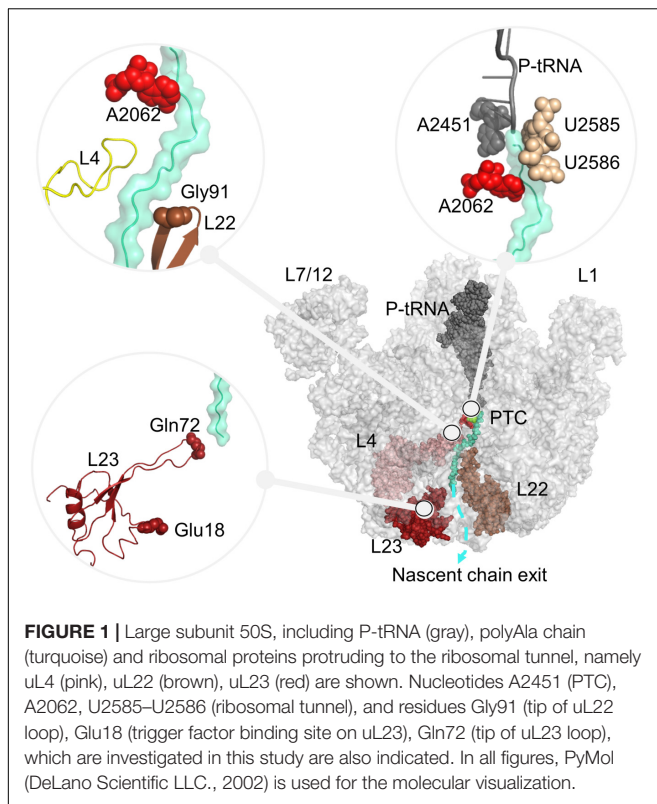 P-tRNA
A2062
A2451
U2585
L4
U2586
Gly91
L22
A2062
L7/12
L1
P-tRNA
Gln72
PTC
L4
L23
L22
Glu18
L23
Nascent chain exit
FIGURE 1 | Large subunit 50S, including P-tRNA (gray), polyAla chain
(turquoise) and ribosomal proteins protruding to the ribosomal tunnel, namely
uL4 (pink), uL22 (brown), uL23 (red) are shown. Nucleotides A2451 (PTC),
A2062, U2585–U2586 (ribosomal tunnel), and residues Gly91 (tip of uL22
loop), Glu18 (trigger factor binding site on uL23), Gln72 (tip of uL23 loop),
which are investigated in this study are also indicated. In all figures, PyMol
(DeLano Scientific LLC., 2002) is used for the molecular visualization.